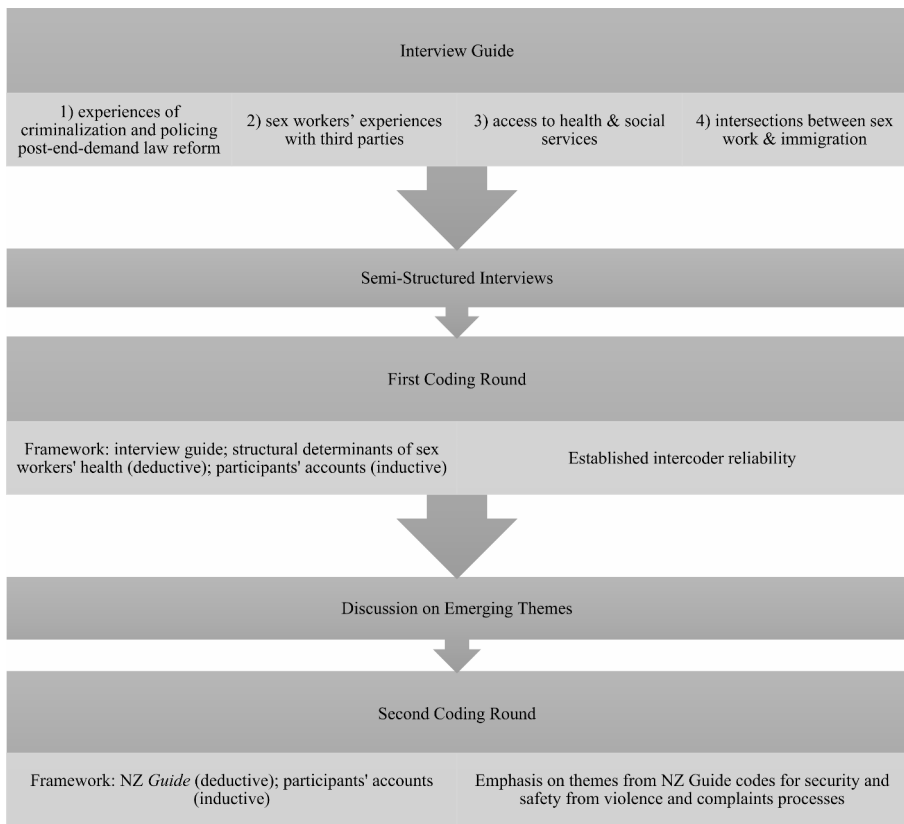 Interview Guide
1) experiences of
criminalization and policing
post-end-demand law reform
2) sex workers’ experiences
with third parties
3) access to health & social
services
4) intersections between sex
work & immigration
Semi-Structured Interviews
First Coding Round
Framework: interview guide; structural determinants of sex
workers' health (deductive); participants' accounts (inductive)
Established intercoder reliability
Discussion on Emerging Themes
Second Coding Round
Framework: NZ Guide (deductive); participants' accounts
(inductive)
Emphasis on themes from NZ Guide codes for security and
safety from violence and complaints processes